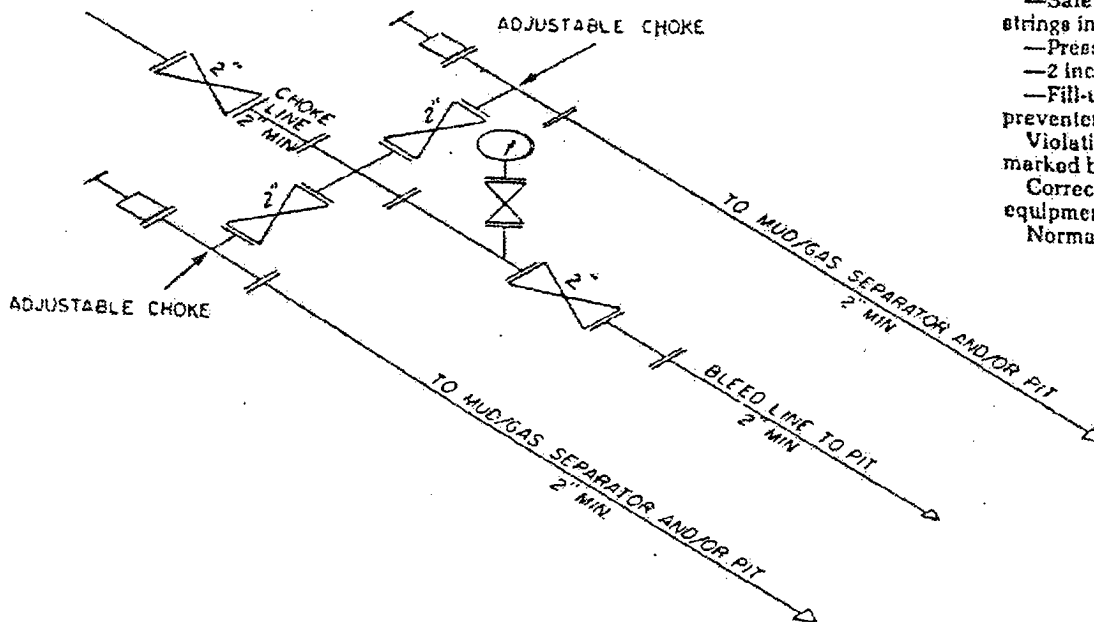 ADJUSTABLE CHOKE
—Safe
strings in
—Press
—2 inc
—Fill-u
preventer
Violati
marked b
Correc
equipmen
Norma
2"
CHOKE
LINE
2" MIN.
2"
2"
TO MUD/GAS SEPARATOR AND/OR PIT
2" MIN
ADJUSTABLE CHOKE
2"
BLEED LINE TO PIT
2" MIN
TO MUD/GAS SEPARATOR AND/OR PIT
2" MIN.